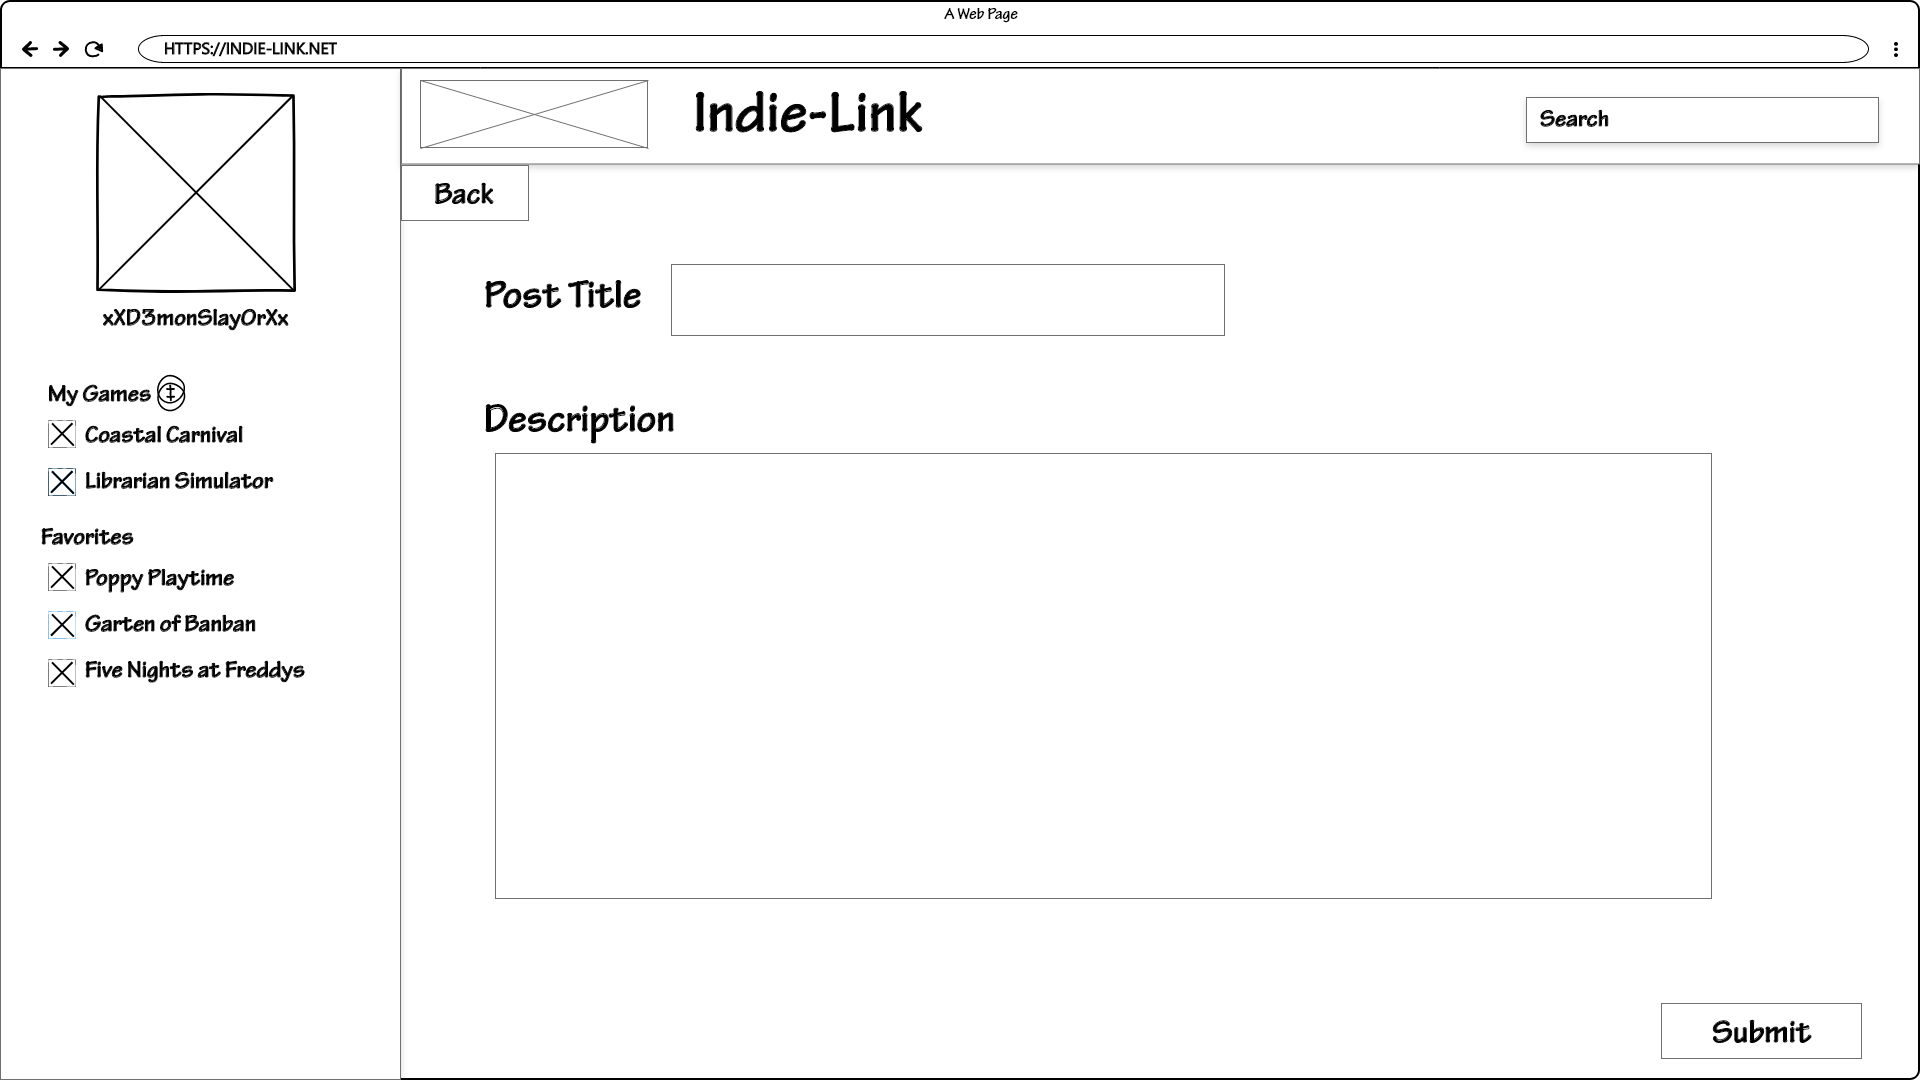 A Web Page
HTTPS://INDIE-LINK.NET
xXD3monSlayOrXx
My Games
Coastal Carnival
Librarian Simulator
Favorites
Poppy Playtime
Garten of Banban
Five Nights at Freddys
Indie-Link
Search
Back
Post Title
Description
Submit